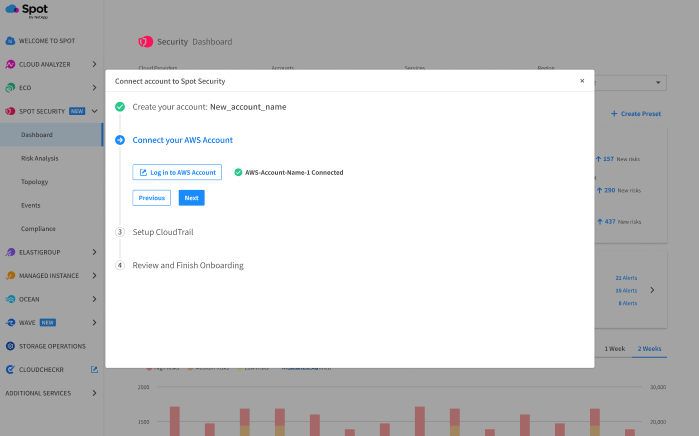 Spot
by NetApp
WELCOME TO SPOT
CLOUD ANALYZER
ECO
SPOT SECURITY NEW
Dashboard
Risk Analysis
Topology
Events
Compliance
ELASTIGROUP
MANAGED INSTANCE
OCEAN
WAVE NEW
STORAGE OPERATIONS
CLOUDCHECKR
ADDITIONAL SERVICES
Security Dashboard
Cloud Providers Accounts Services Region
+ Create Preset
157 New risks
290 New risks
437 New risks
21 Alerts
19 Alerts
8 Alerts
1 Week 2 Weeks
Connect account to Spot Security ×
Create your account: New_account_name
Connect your AWS Account
Log in to AWS Account AWS-Account-Name-1 Connected
Previous Next
3 Setup CloudTrail
4 Review and Finish Onboarding
2000 30,000
1500 20,000